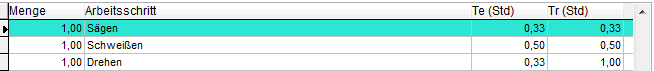 Menge Arbeitsschritt Te (Std) Tr (Std)
1,00 Sägen 0,33 0,33
1,00 Schweißen 0,50 0,50
1,00 Drehen 0,33 1,00